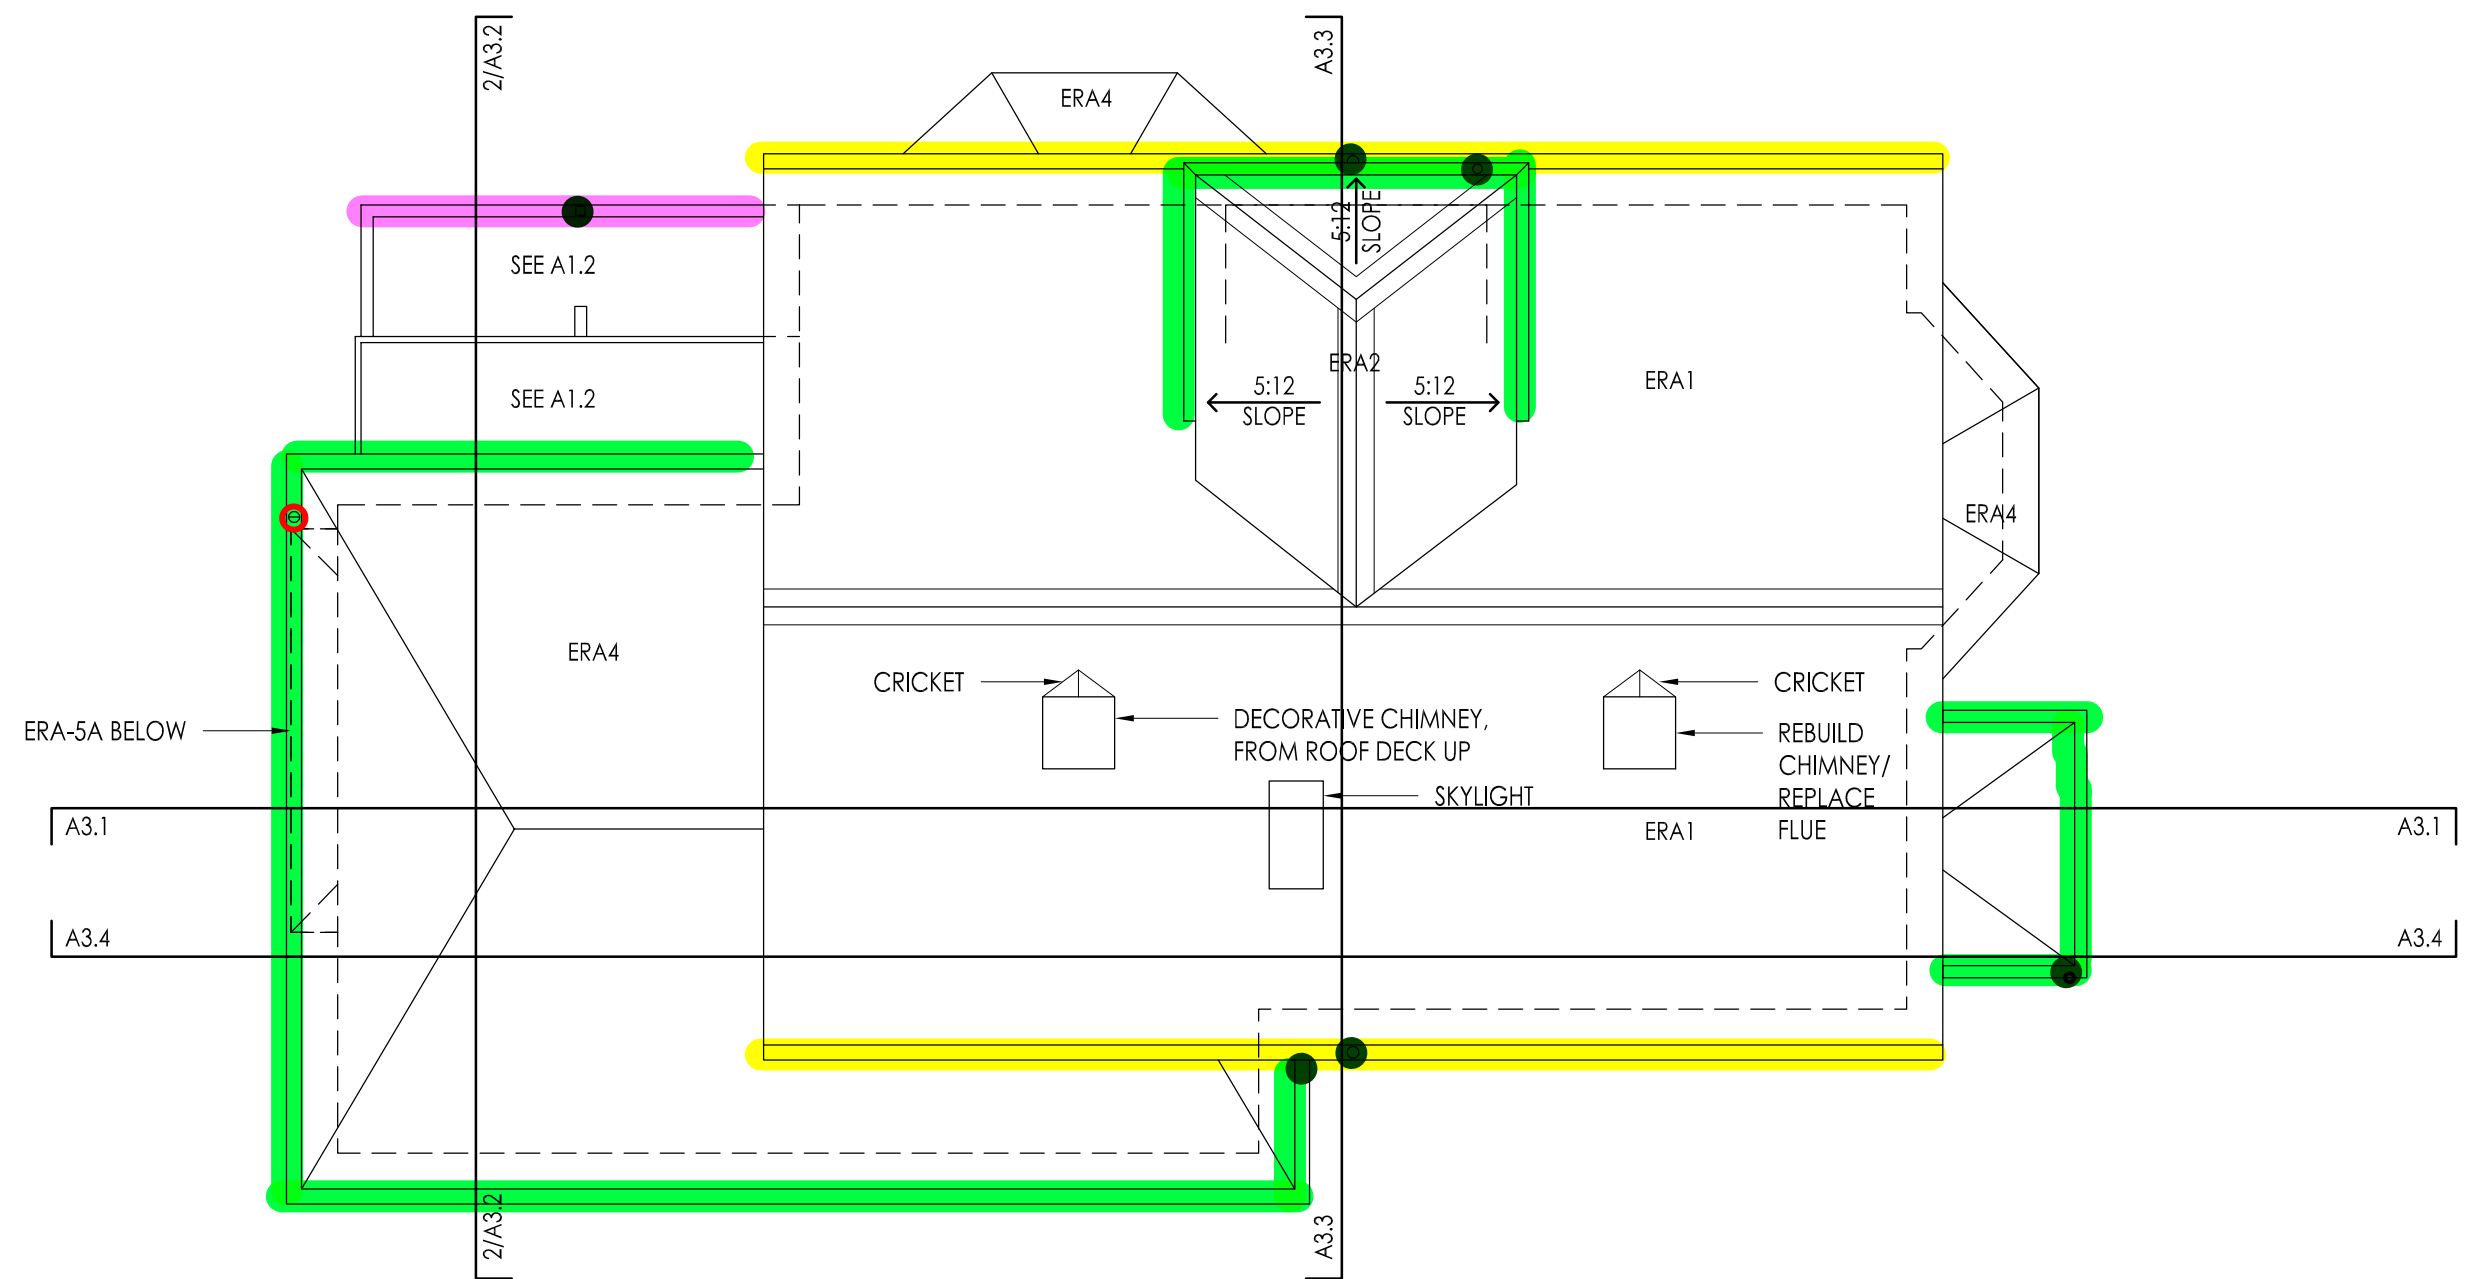 2/A3.2
A3.3
ERA4
SEE A1.2
5:12
SLOPE
SEE A1.2
ERA2
ERA1
5:12
SLOPE
5:12
SLOPE
ERA4
ERA4
CRICKET
CRICKET
ERA-5A BELOW
DECORATIVE CHIMNEY,
FROM ROOF DECK UP
REBUILD
CHIMNEY/
REPLACE
FLUE
SKYLIGHT
A3.1
ERA1
A3.1
A3.4
A3.4
2/A3.2
A3.3